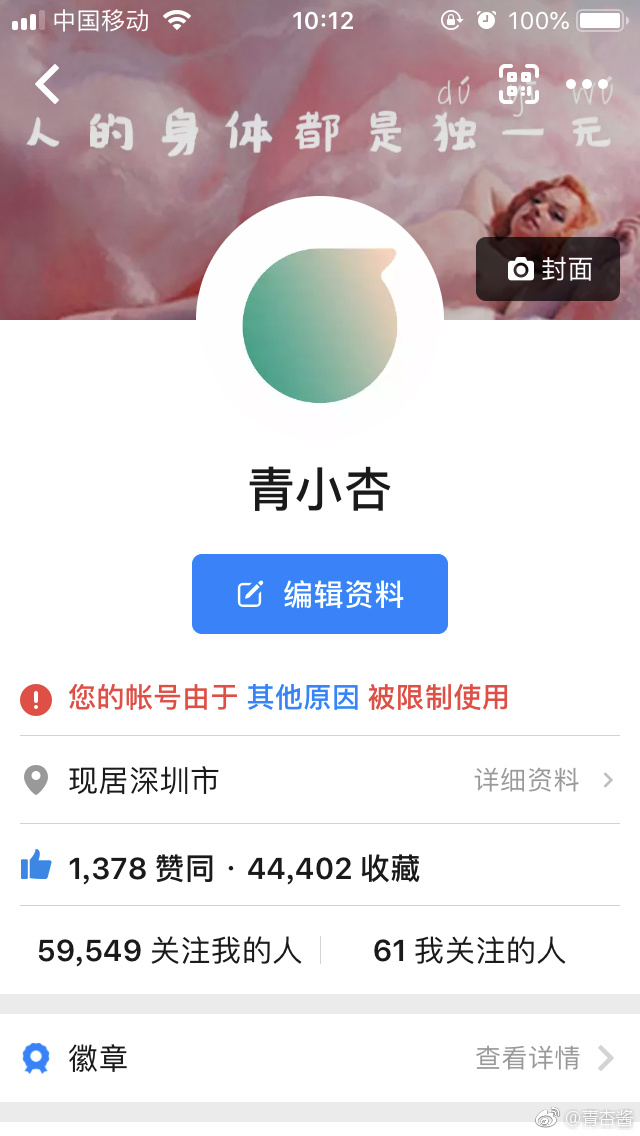 中国移动 10:12 100%
dú yī wú
人的身体都是独一无
封面
青小杏
编辑资料
您的帐号由于 其他原因 被限制使用
现居深圳市 详细资料
1,378 赞同 · 44,402 收藏
59,549 关注我的人 61 我关注的人
徽章 查看详情
@青杏酱